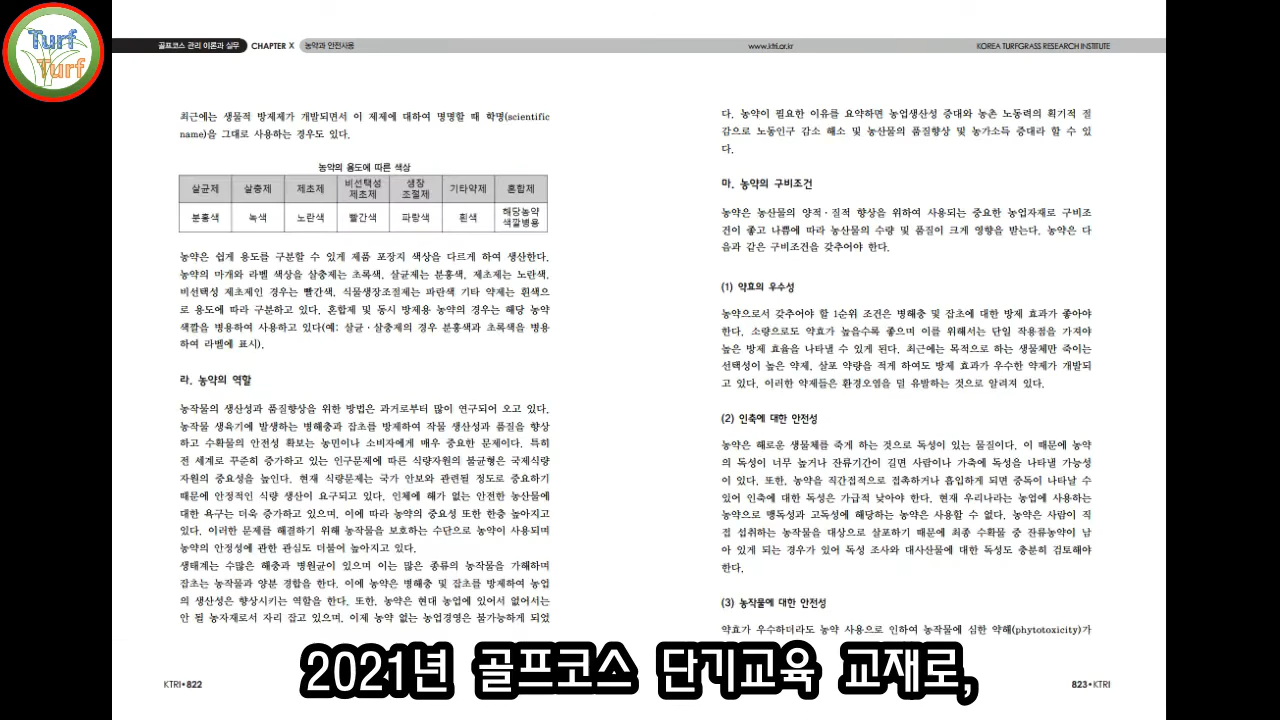 Turf
Turf
골프코스 관리 이론과 실무 CHAPTER X 농약과 안전사용
www.ktri.or.kr KOREA TURFGRASS RESEARCH INSTITUTE
최근에는 생물적 방제제가 개발되면서 이 제제에 대하여 명명할 때 학명(scientific
name)을 그대로 사용하는 경우도 있다.
농약의 용도에 따른 색상
살균제 살충제 제초제 비선택성 제초제 생장 조절제 기타약제 혼합제
분홍색 녹색 노란색 빨간색 파랑색 흰색 해당농약 색깔병용
농약은 쉽게 용도를 구분할 수 있게 제품 포장지 색상을 다르게 하여 생산한다.
농약의 마개와 라벨 색상을 살충제는 초록색, 살균제는 분홍색, 제초제는 노란색,
비선택성 제초제인 경우는 빨간색, 식물생장조절제는 파란색 기타 약제는 흰색으
로 용도에 따라 구분하고 있다. 혼합제 및 동시 방제용 농약의 경우는 해당 농약
색깔을 병용하여 사용하고 있다(예; 살균·살충제의 경우 분홍색과 초록색을 병용
하여 라벨에 표시).
라. 농약의 역할
농작물의 생산성과 품질향상을 위한 방법은 과거로부터 많이 연구되어 오고 있다.
농작물 생육기에 발생하는 병해충과 잡초를 방제하여 작물 생산성과 품질을 향상
하고 수확물의 안전성 확보는 농민이나 소비자에게 매우 중요한 문제이다. 특히
전 세계로 꾸준히 증가하고 있는 인구문제에 따른 식량자원의 불균형은 국제식량
자원의 중요성을 높인다. 현재 식량문제는 국가 안보와 관련될 정도로 중요하기
때문에 안정적인 식량 생산이 요구되고 있다. 인체에 해가 없는 안전한 농산물에
대한 욕구는 더욱 증가하고 있으며, 이에 따라 농약의 중요성 또한 한층 높아지고
있다. 이러한 문제를 해결하기 위해 농작물을 보호하는 수단으로 농약이 사용되며
농약의 안정성에 관한 관심도 더불어 높아지고 있다.
생태계는 수많은 해충과 병원균이 있으며 이는 많은 종류의 농작물을 가해하며
잡초는 농작물과 양분 경합을 한다. 이에 농약은 병해충 및 잡초를 방제하여 농업
의 생산성은 향상시키는 역할을 한다. 또한, 농약은 현대 농업에 있어서 없어서는
안 될 농자재로서 자리 잡고 있으며, 이제 농약 없는 농업경영은 불가능하게 되었
KTRI•822
다. 농약이 필요한 이유를 요약하면 농업생산성 증대와 농촌 노동력의 획기적 절
감으로 노동인구 감소 해소 및 농산물의 품질향상 및 농가소득 증대라 할 수 있
다.
마. 농약의 구비조건
농약은 농산물의 양적·질적 향상을 위하여 사용되는 중요한 농업자재로 구비조
건이 좋고 나쁨에 따라 농산물의 수량 및 품질이 크게 영향을 받는다. 농약은 다
음과 같은 구비조건을 갖추어야 한다.
(1) 약효의 우수성
농약으로서 갖추어야 할 1순위 조건은 병해충 및 잡초에 대한 방제 효과가 좋아야
한다. 소량으로도 약효가 높을수록 좋으며 이를 위해서는 단일 작용점을 가져야
높은 방제 효율을 나타낼 수 있게 된다. 최근에는 목적으로 하는 생물체만 죽이는
선택성이 높은 약제, 살포 약량을 적게 하여도 방제 효과가 우수한 약제가 개발되
고 있다. 이러한 약제들은 환경오염을 덜 유발하는 것으로 알려져 있다.
(2) 인축에 대한 안전성
농약은 해로운 생물체를 죽게 하는 것으로 독성이 있는 물질이다. 이 때문에 농약
의 독성이 너무 높거나 잔류기간이 길면 사람이나 가축에 독성을 나타낼 가능성
이 있다. 또한, 농약을 직간접적으로 접촉하거나 흡입하게 되면 중독이 나타날 수
있어 인축에 대한 독성은 가급적 낮아야 한다. 현재 우리나라는 농업에 사용하는
농약으로 맹독성과 고독성에 해당하는 농약은 사용할 수 없다. 농약은 사람이 직
접 섭취하는 농작물을 대상으로 살포하기 때문에 최종 수확물 중 잔류농약이 남
아 있게 되는 경우가 있어 독성 조사와 대사산물에 대한 독성도 충분히 검토해야
한다.
(3) 농작물에 대한 안전성
약효가 우수하더라도 농약 사용으로 인하여 농작물에 심한 약해(phytotoxicity)가
823•KTRI
2021년 골프코스 단기교육 교재로,